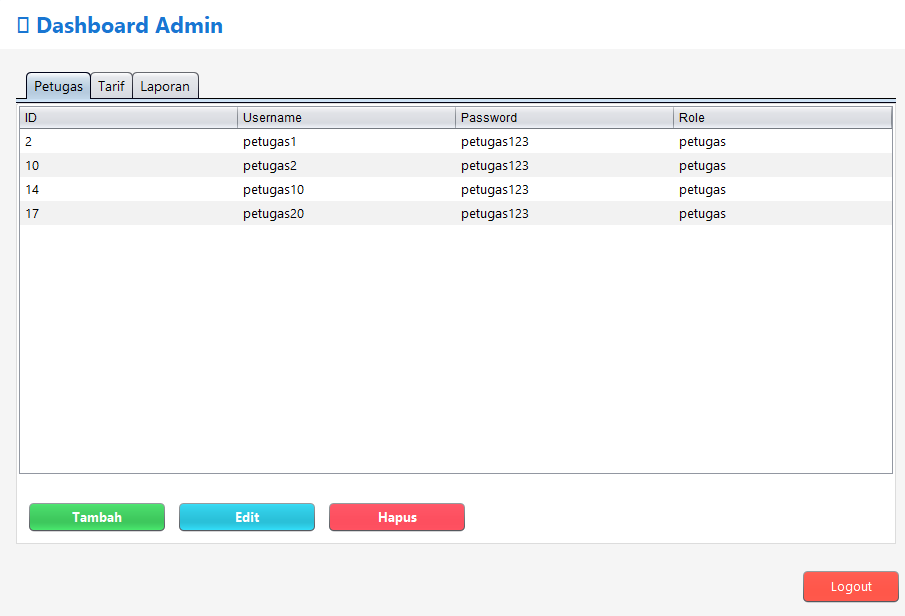 Dashboard Admin
Petugas Tarif Laporan
ID Username Password Role
2 petugas1 petugas123 petugas
10 petugas2 petugas123 petugas
14 petugas10 petugas123 petugas
17 petugas20 petugas123 petugas
Tambah Edit Hapus
Logout